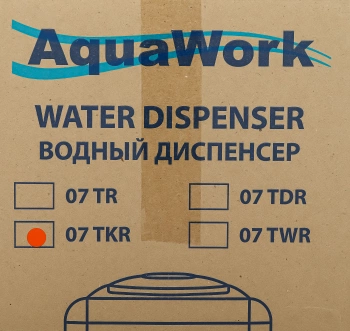 AquaWork
WATER DISPENSER
ВОДНЫЙ ДИСПЕНСЕР
07 TR 07 TDR
07 TKR 07 TWR